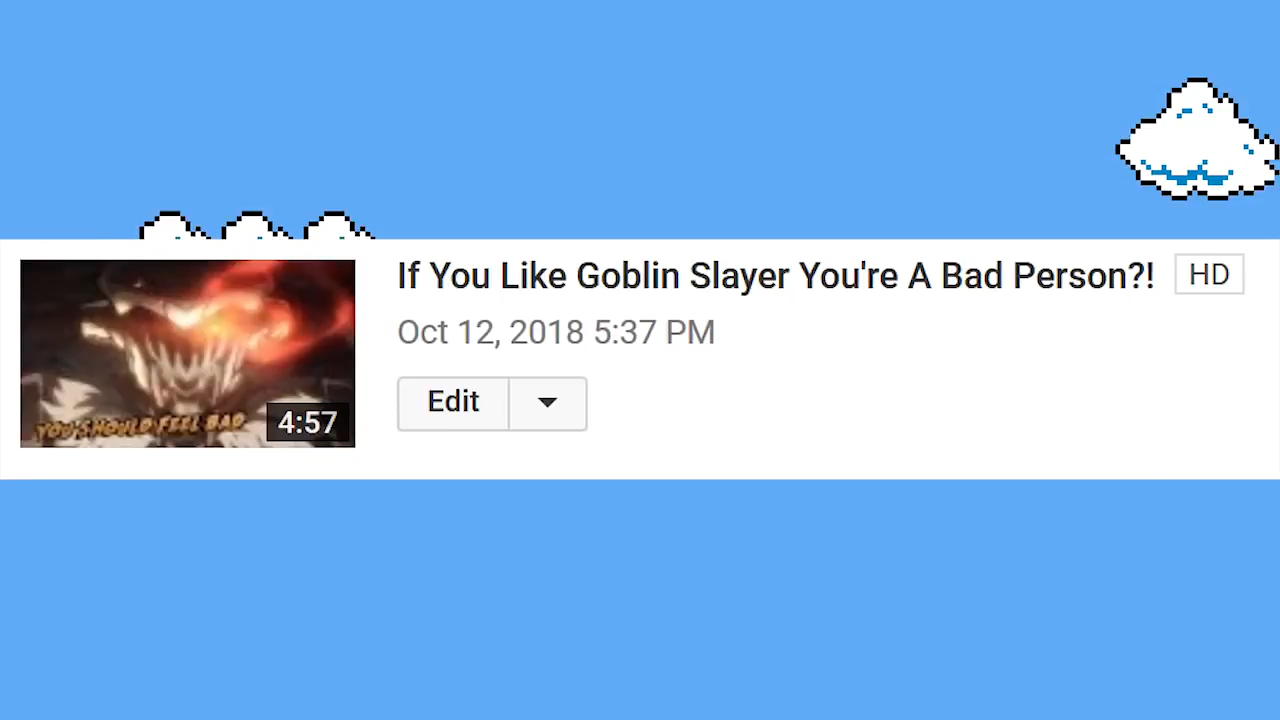 If You Like Goblin Slayer You're A Bad Person?! HD
Oct 12, 2018 5:37 PM
Edit
YOU SHOULD FEEL BAD
4:57